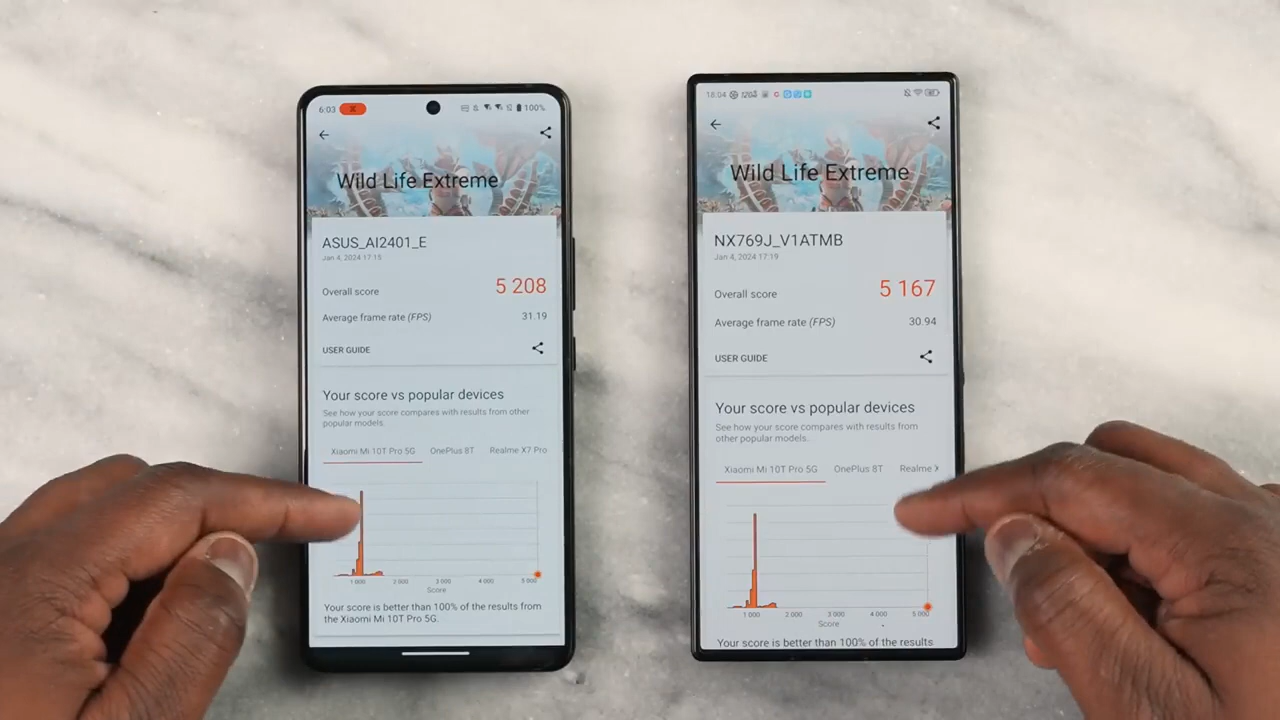 6:03
100%
Wild Life Extreme
ASUS_AI2401_E
Jan 4, 2024 17:15
Overall score
5 208
Average frame rate (FPS)
31.19
USER GUIDE
Your score vs popular devices
See how your score compares with results from other
popular models.
Xiaomi Mi 10T Pro 5G OnePlus 8T Realme X7 Pro
1 000 2 000 3 000 4 000 5 000
Score
Your score is better than 100% of the results from
the Xiaomi Mi 10T Pro 5G.
18:04
Wild Life Extreme
NX769J_V1ATMB
Jan 4, 2024 17:19
Overall score
5 167
Average frame rate (FPS)
30.94
USER GUIDE
Your score vs popular devices
See how your score compares with results from
other popular models.
Xiaomi Mi 10T Pro 5G OnePlus 8T Realme X
1 000 2 000 3 000 4 000 5 000
Score
Your score is better than 100% of the results